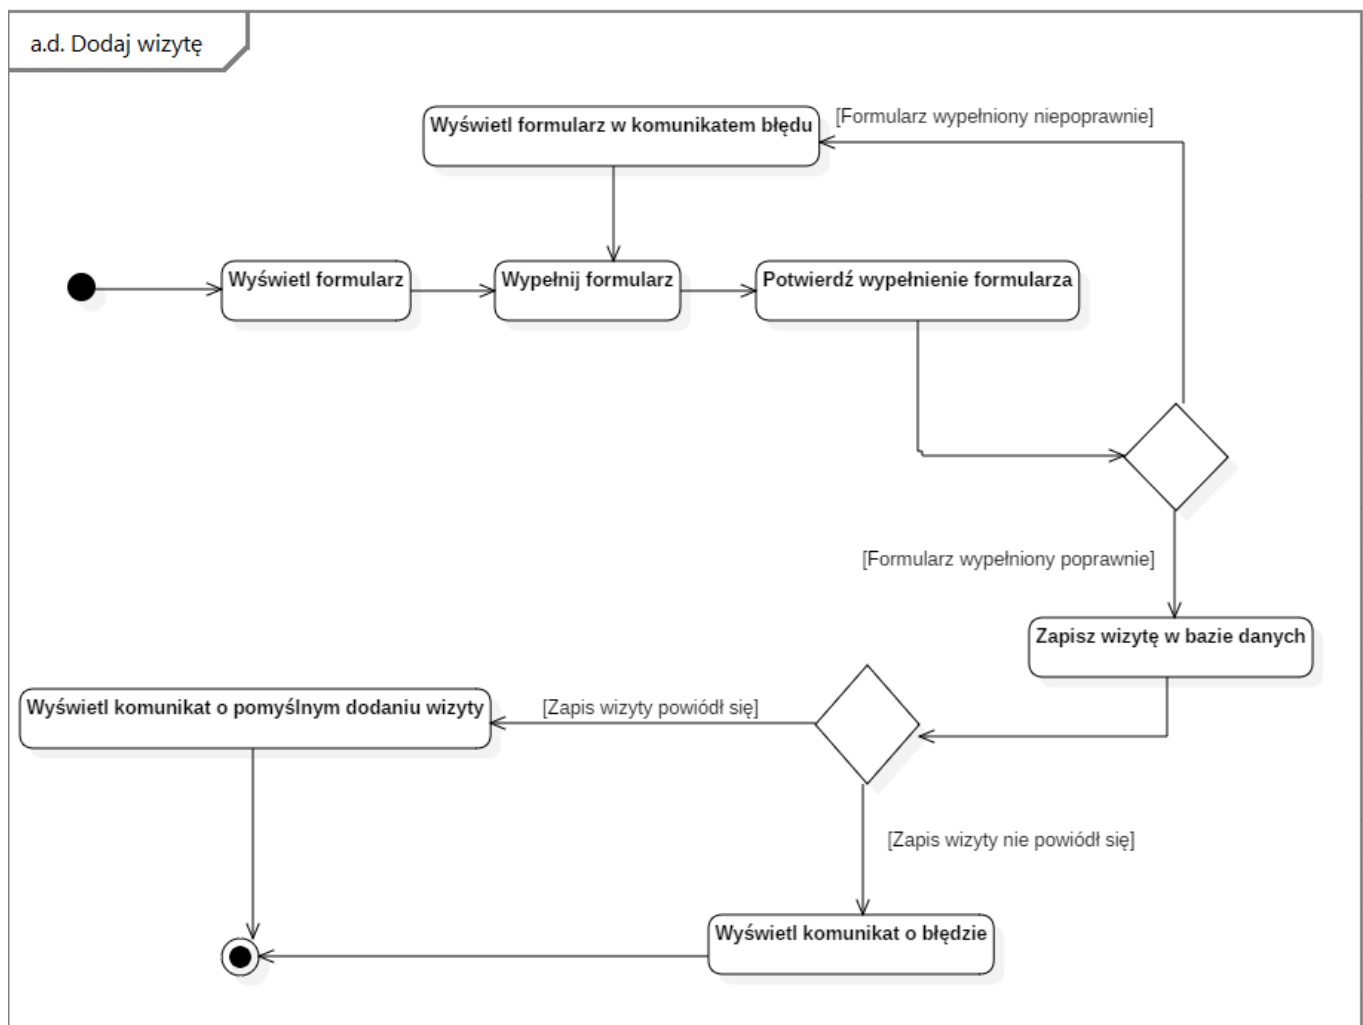 a.d. Dodaj wizytę
Wyświetl formularz w komunikatem błędu
[Formularz wypełniony niepoprawnie]
Wyświetl formularz
Wypełnij formularz
Potwierdź wypełnienie formularza
[Formularz wypełniony poprawnie]
Zapisz wizytę w bazie danych
Wyświetl komunikat o pomyślnym dodaniu wizyty
[Zapis wizyty powiódł się]
[Zapis wizyty nie powiódł się]
Wyświetl komunikat o błędzie